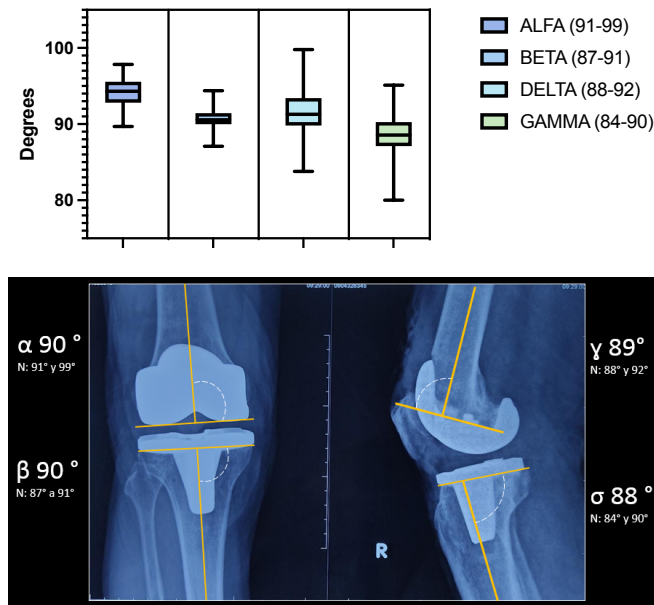 100
90
80
Degrees
ALFA (91-99)
BETA (87-91)
DELTA (88-92)
GAMMA (84-90)
α 90 °
N: 91° y 99°
β 90 °
N: 87° a 91°
γ 89°
N: 88° y 92°
σ 88 °
N: 84° y 90°
R